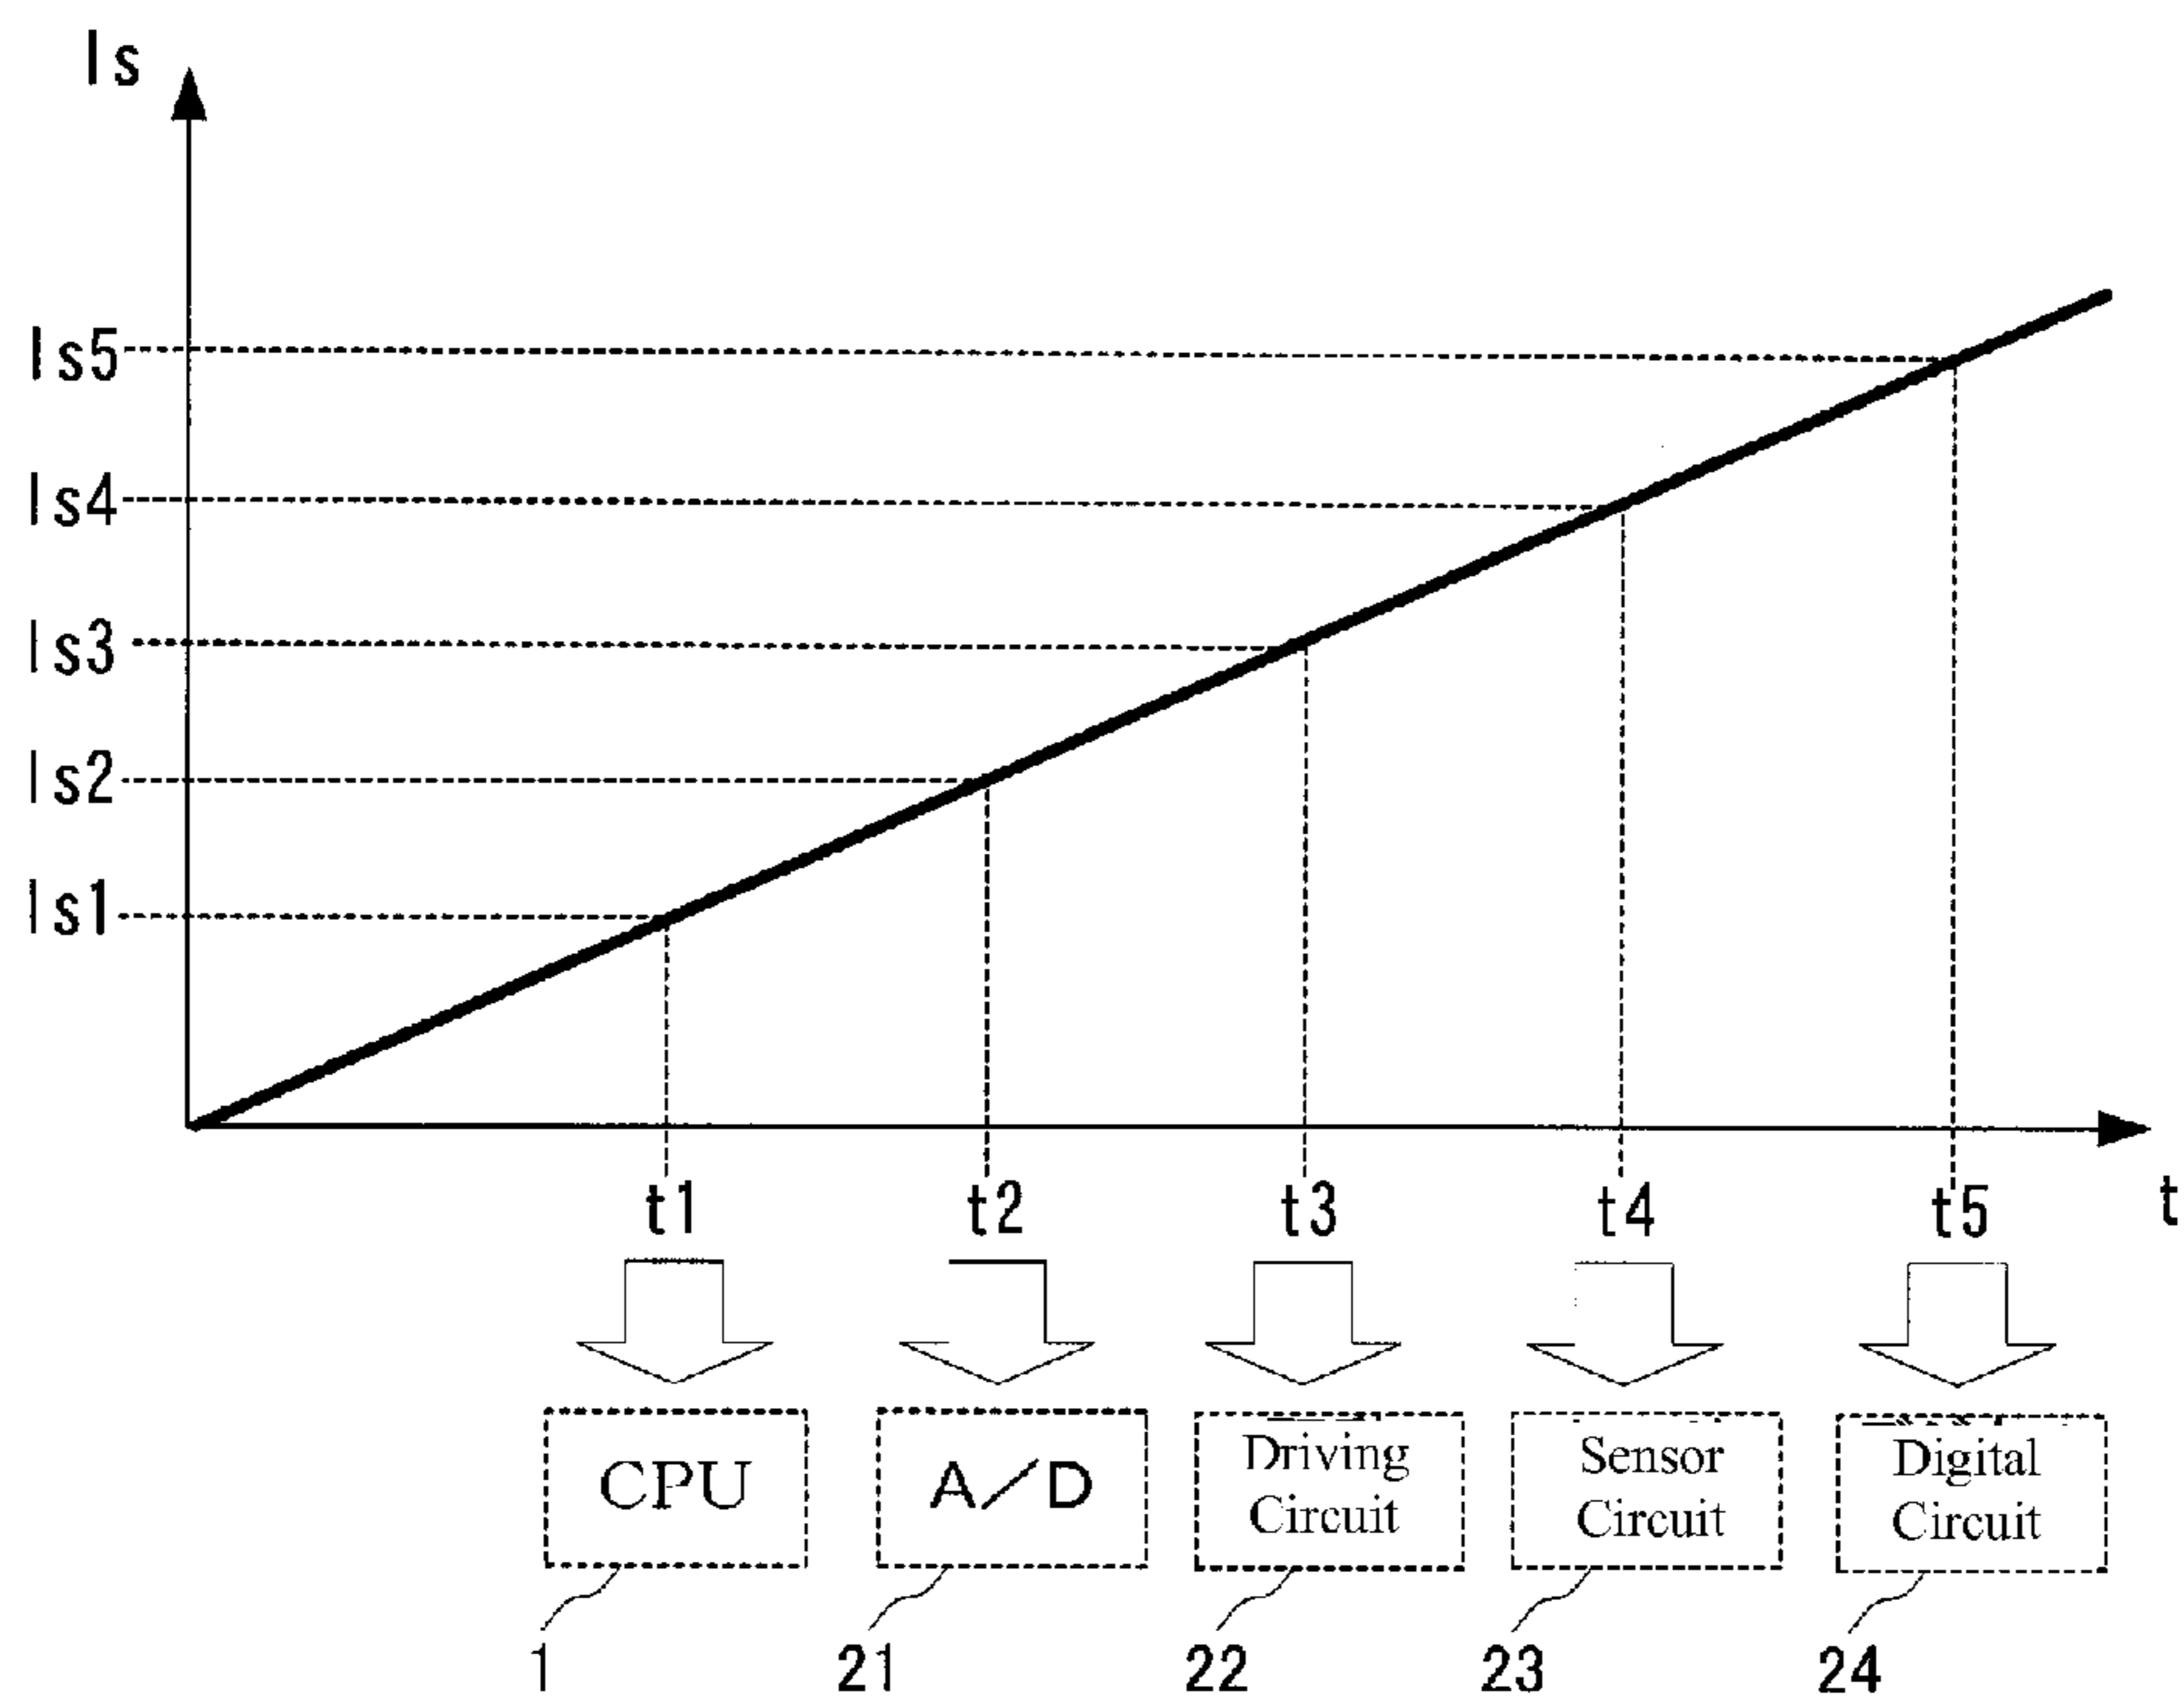 Is
Is5
Is4
Is3
Is2
Is1
t1 t2 t3 t4 t5 t
CPU
A/D
Driving
Circuit
Sensor
Circuit
Digital
Circuit
1 21 22 23 24